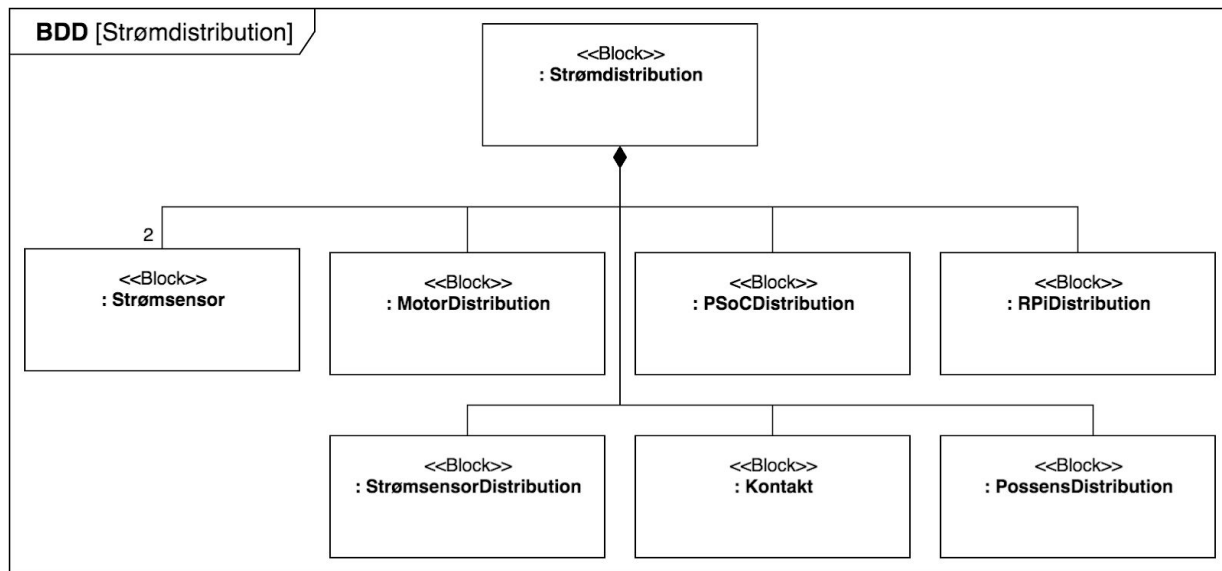 BDD [Strømdistribution]
<<Block>>
: Strømdistribution
2
<<Block>>
: Strømsensor
<<Block>>
: MotorDistribution
<<Block>>
: PSoCDistribution
<<Block>>
: RPiDistribution
<<Block>>
: StrømsensorDistribution
<<Block>>
: Kontakt
<<Block>>
: PossensDistribution